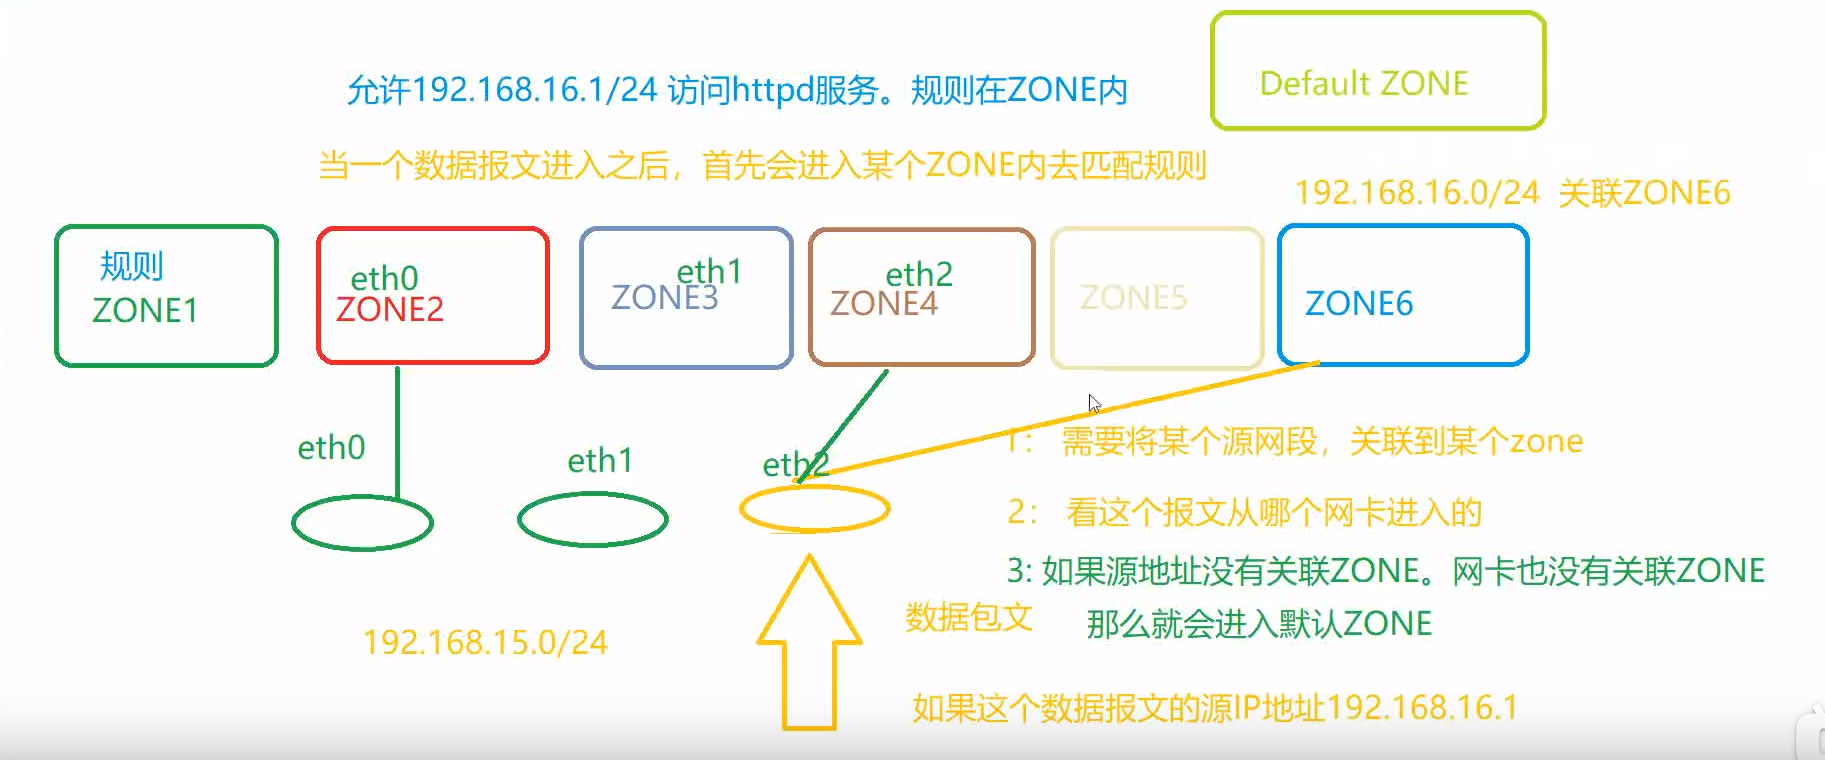 Default ZONE
允许192.168.16.1/24 访问httpd服务。规则在ZONE内
当一个数据报文进入之后，首先会进入某个ZONE内去匹配规则
192.168.16.0/24 关联ZONE6
规则
ZONE1
eth0
ZONE2
eth1
ZONE3
eth2
ZONE4
ZONE5
ZONE6
eth0
eth1
eth2
1： 需要将某个源网段，关联到某个zone
2： 看这个报文从哪个网卡进入的
3: 如果源地址没有关联ZONE。网卡也没有关联ZONE
那么就会进入默认ZONE
数据包文
192.168.15.0/24
如果这个数据报文的源IP地址192.168.16.1